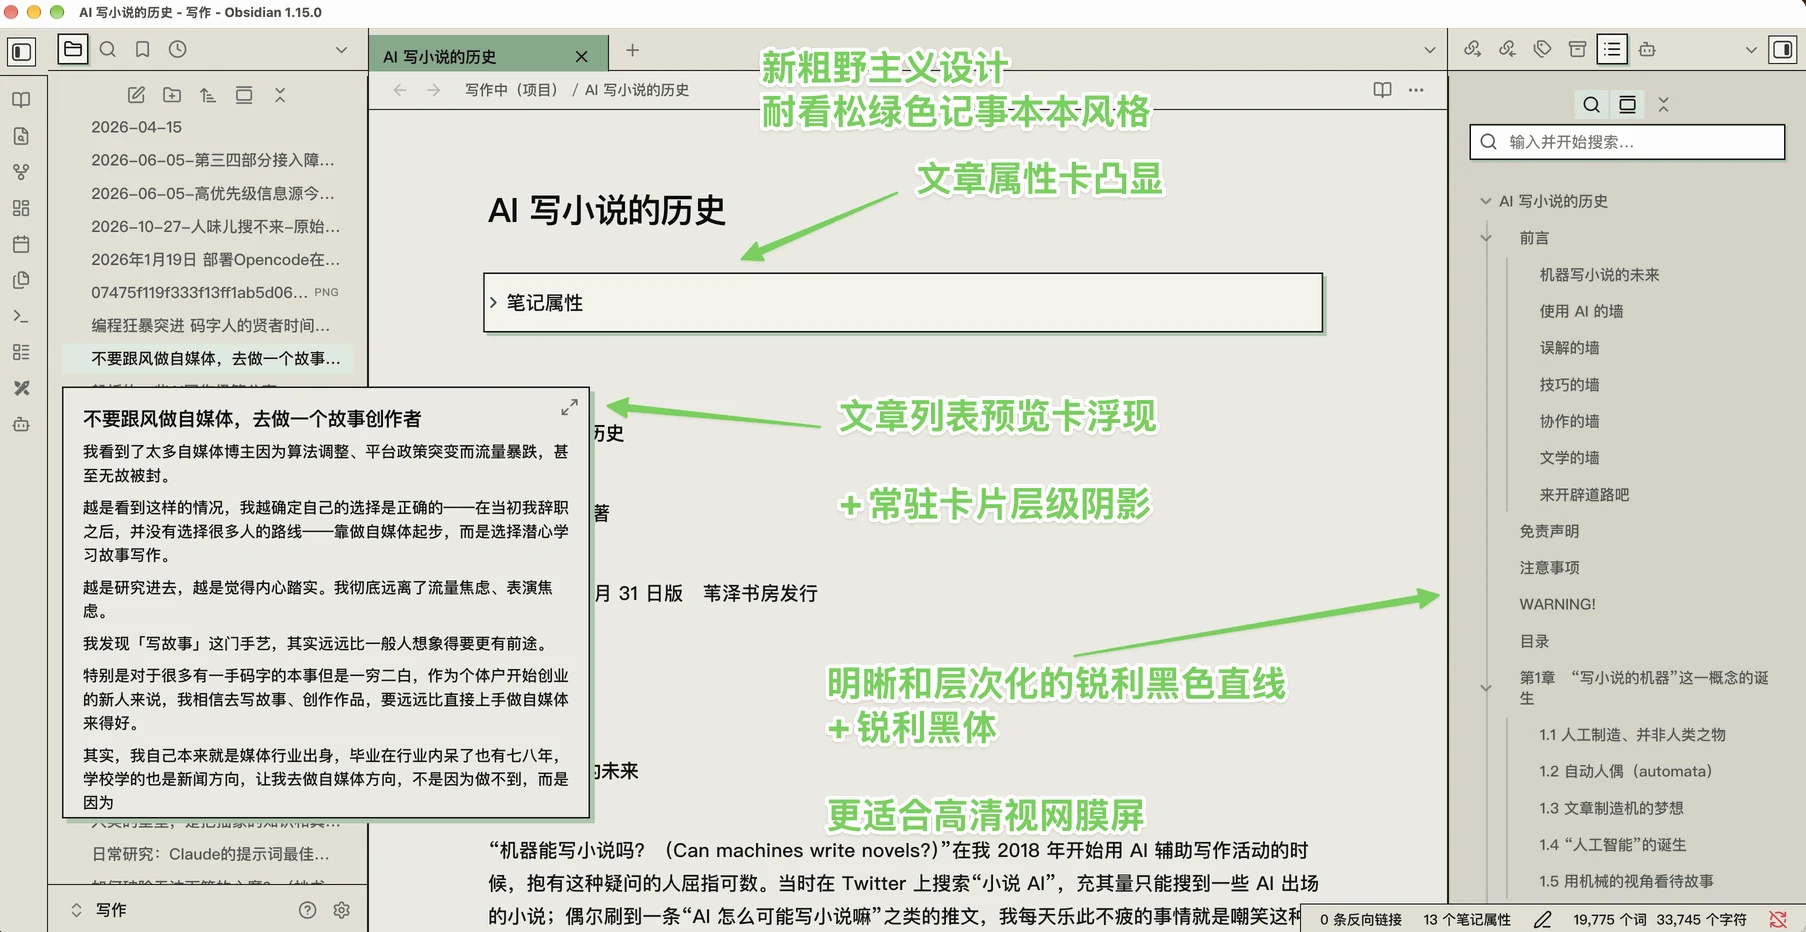 AI 写小说的历史 - 写作 - Obsidian 1.15.0
AI 写小说的历史
写作中（项目） / AI 写小说的历史
新粗野主义设计
耐看松绿色记事本本风格
2026-04-15
2026-06-05-第三四部分接入障...
2026-06-05-高优先级信息源今...
2026-10-27-人味儿搜不来-原始...
2026年1月19日 部署Opencode在...
07475f119f333f13ff1ab5d06... PNG
编程狂暴突进 码字人的贤者时间...
不要跟风做自媒体，去做一个故事...
不要跟风做自媒体，去做一个故事创作者
我看到了太多自媒体博主因为算法调整、平台政策突变而流量暴跌，甚
至无故被封。
越是看到这样的情况，我越确定自己的选择是正确的——在当初我辞职
之后，并没有选择很多人的路线——靠做自媒体起步，而是选择潜心学
习故事写作。
越是研究进去，越是觉得内心踏实。我彻底远离了流量焦虑、表演焦
虑。
我发现「写故事」这门手艺，其实远远比一般人想象得要更有前途。
特别是对于很多有一手码字的本事但是一穷二白，作为个体户开始创业
的新人来说，我相信去写故事、创作作品，要远远比直接上手做自媒体
来得好。
其实，我自己本来就是媒体行业出身，毕业在行业内呆了也有七八年，
学校学的也是新闻方向，让我去做自媒体方向，不是因为做不到，而是
因为
日常研究：Claude的提示词最佳...
写作
文章属性卡凸显
AI 写小说的历史
笔记属性
文章列表预览卡浮现
历史
+常驻卡片层级阴影
著
月 31 日版 苇泽书房发行
明晰和层次化的锐利黑色直线
+锐利黑体
的未来
更适合高清视网膜屏
“机器能写小说吗？（Can machines write novels?）”在我 2018 年开始用 AI 辅助写作活动的时
候，抱有这种疑问的人屈指可数。当时在 Twitter 上搜索“小说 AI”，充其量只能搜到一些 AI 出场
的小说；偶尔刷到一条“AI 怎么可能写小说嘛”之类的推文，我每天乐此不疲的事情就是嘲笑这种
输入并开始搜索...
AI 写小说的历史
前言
机器写小说的未来
使用 AI 的墙
误解的墙
技巧的墙
协作的墙
文学的墙
来开辟道路吧
免责声明
注意事项
WARNING!
目录
第1章 “写小说的机器”这一概念的诞
生
1.1 人工制造、并非人类之物
1.2 自动人偶（automata）
1.3 文章制造机的梦想
1.4 “人工智能”的诞生
1.5 用机械的视角看待故事
0 条反向链接 13 个笔记属性 19,775 个词 33,745 个字符